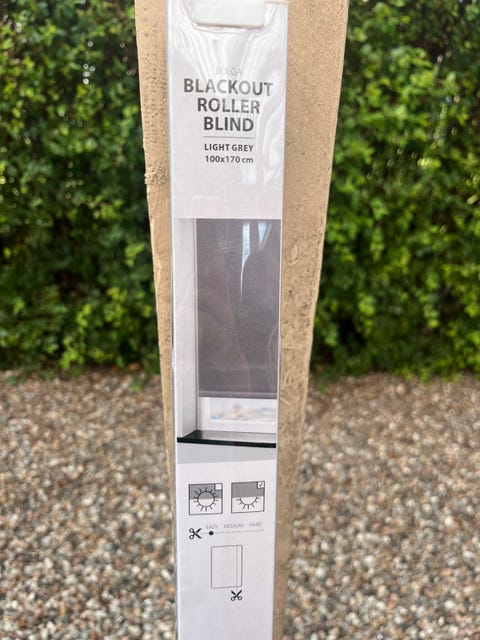 BOLGA
BLACKOUT
ROLLER
BLIND
LIGHT GREY
100x170 cm
EASY MEDIUM HARD